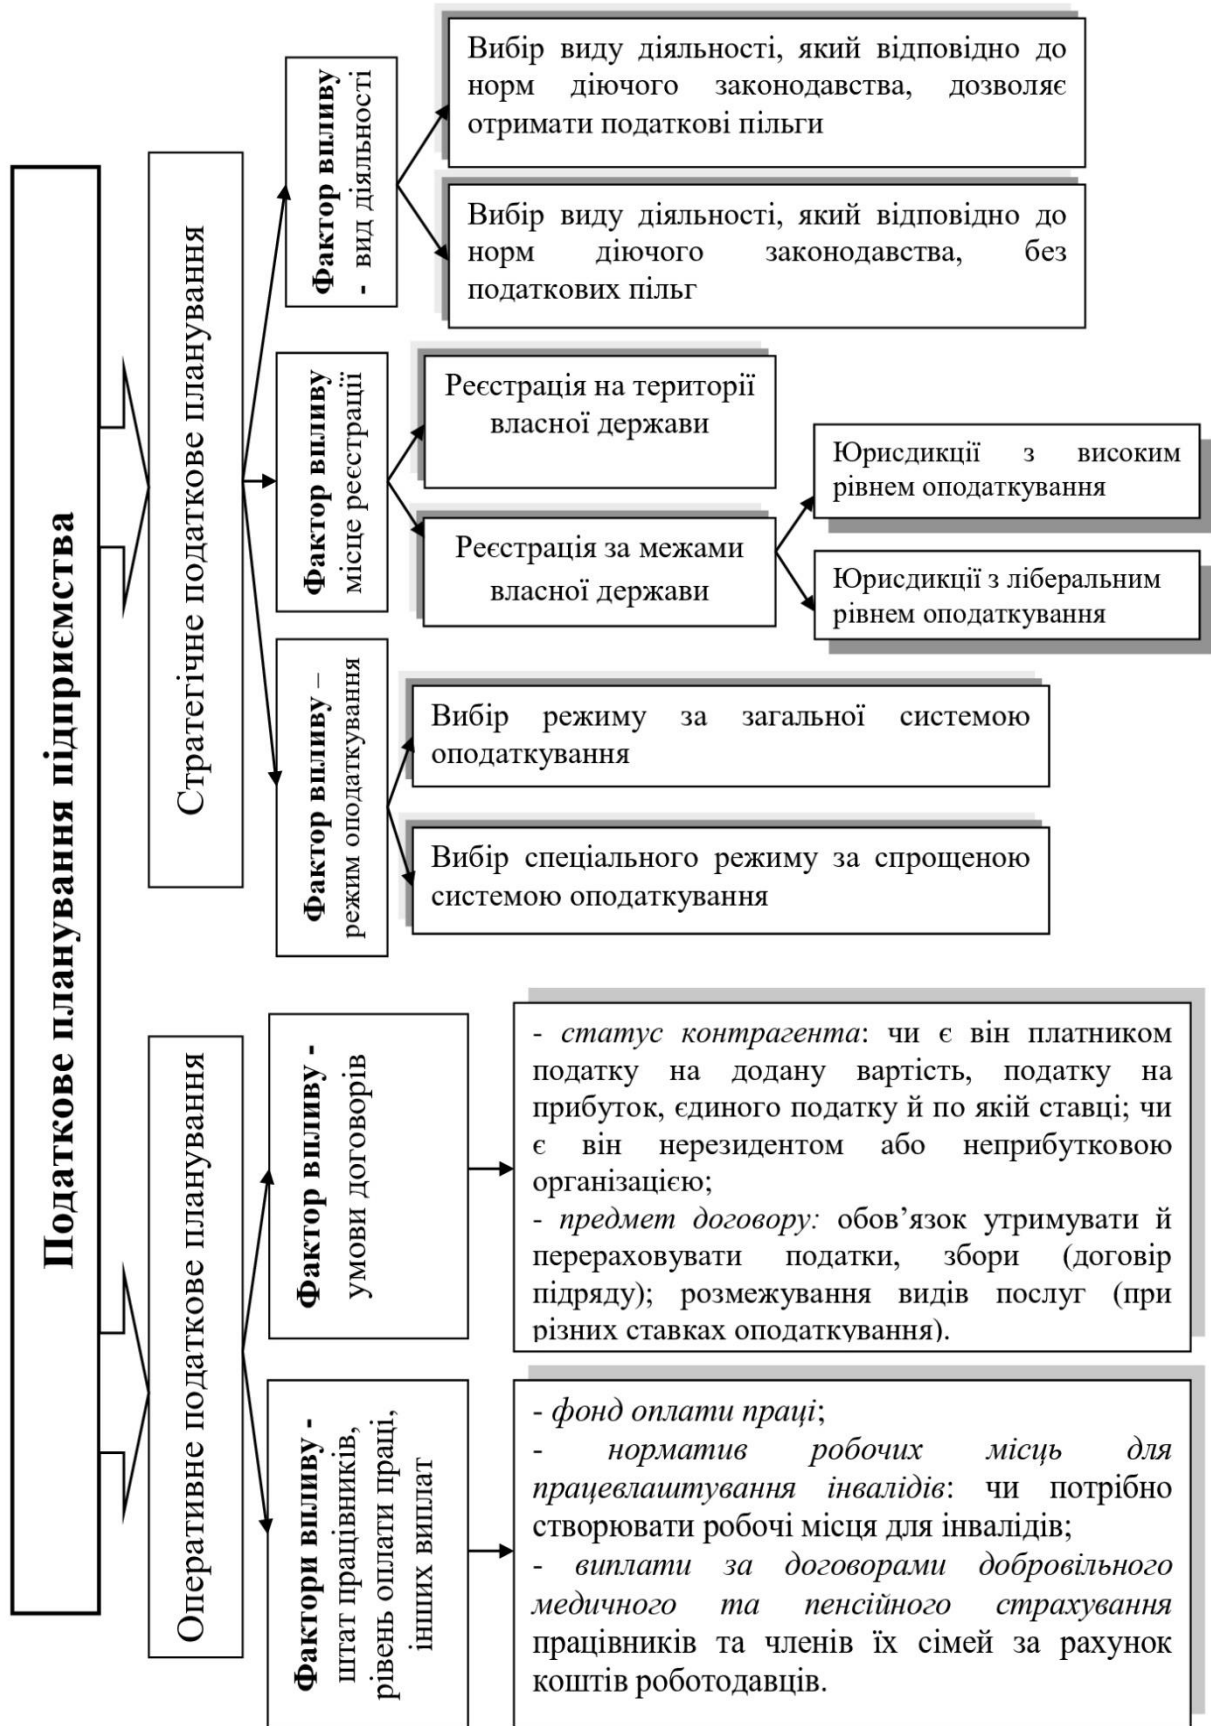 Податкове планування підприємства
Стратегічне податкове планування
Фактор впливу
- вид діяльності
Вибір виду діяльності, який відповідно до
норм діючого законодавства, дозволяє
отримати податкові пільги
Вибір виду діяльності, який відповідно до
норм діючого законодавства, без
податкових пільг
Фактор впливу
місце реєстрації
Реєстрація на території
власної держави
Реєстрація за межами
власної держави
Юрисдикції з високим
рівнем оподаткування
Юрисдикції з ліберальним
рівнем оподаткування
Фактор впливу –
режим оподаткування
Вибір режиму за загальної системою
оподаткування
Вибір спеціального режиму за спрощеною
системою оподаткування
Оперативне податкове планування
Фактор впливу -
умови договорів
- статус контрагента: чи є він платником
податку на додану вартість, податку на
прибуток, єдиного податку й по якій ставці; чи
є він нерезидентом або неприбутковою
організацією;
- предмет договору: обов’язок утримувати й
перераховувати податки, збори (договір
підряду); розмежування видів послуг (при
різних ставках оподаткування).
Фактори впливу -
штат працівників,
рівень оплати праці,
інших виплат
- фонд оплати праці;
- норматив робочих місць для
працевлаштування інвалідів: чи потрібно
створювати робочі місця для інвалідів;
- виплати за договорами добровільного
медичного та пенсійного страхування
працівників та членів їх сімей за рахунок
коштів роботодавців.